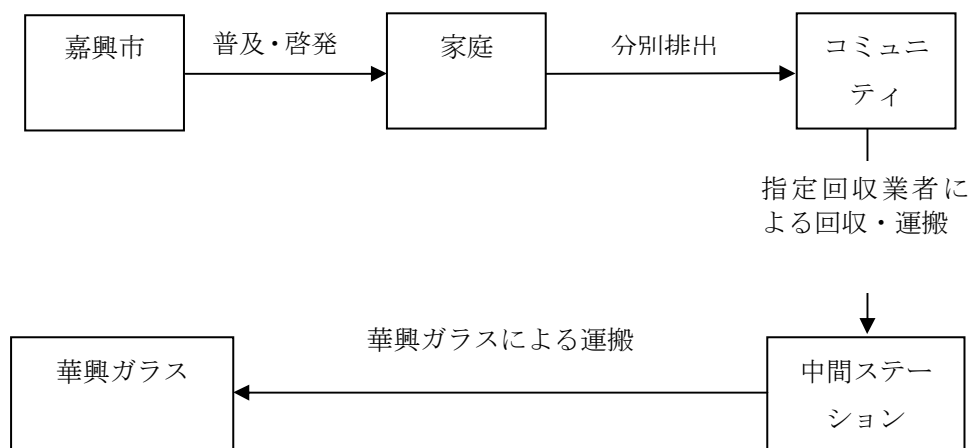 嘉興市
普及・啓発
家庭
分別排出
コミュニ
ティ
指定回収業者に
よる回収・運搬
華興ガラスによる運搬
華興ガラス
中間ステー
ション